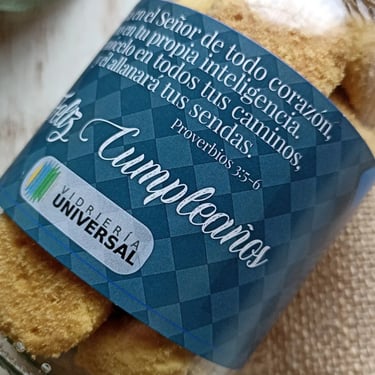 en el Señor de todo corazón,
en tu propia inteligencia.
en todos tus caminos,
él allanará tus sendas.
Proverbios 3:5-6
Feliz
Cumpleaños
VIDRIERÍA
UNIVERSAL